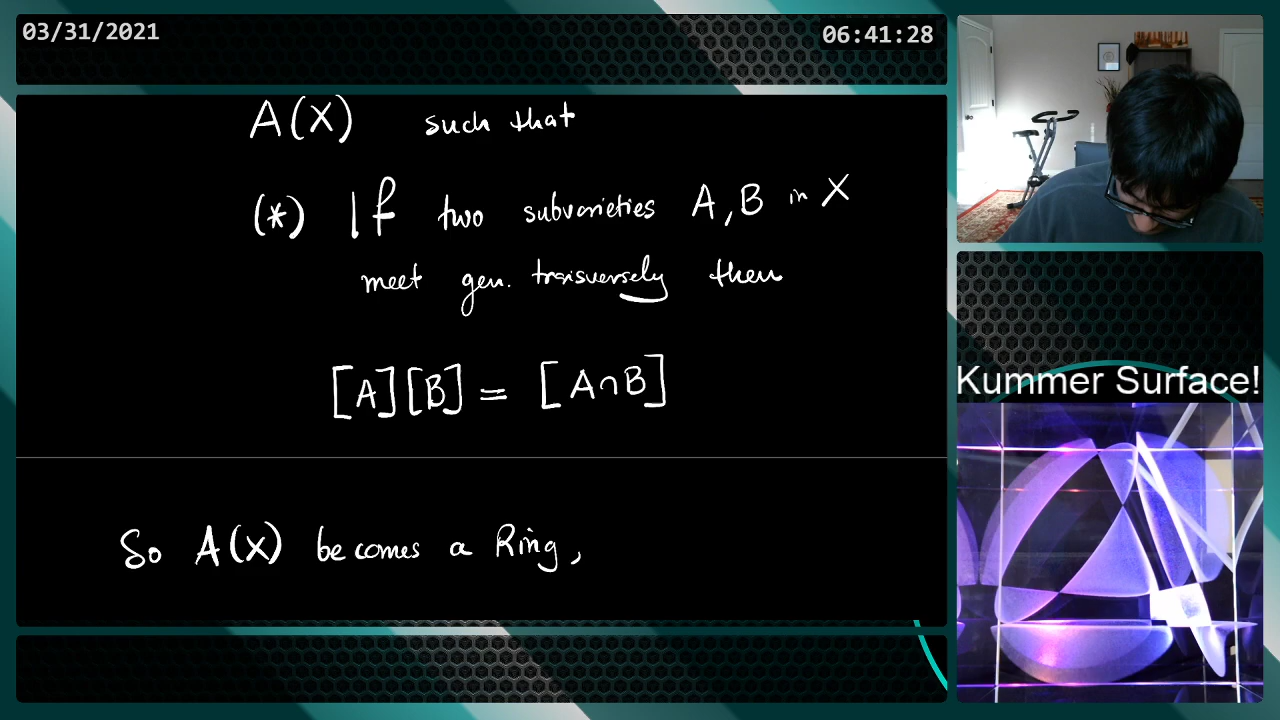 03/31/2021
06:41:28
A(X) such that
(*) If two subvarieties A, B in X
meet gen. transversely then
[A][B] = [A∩B]
So A(X) becomes a Ring,
Kummer Surface!